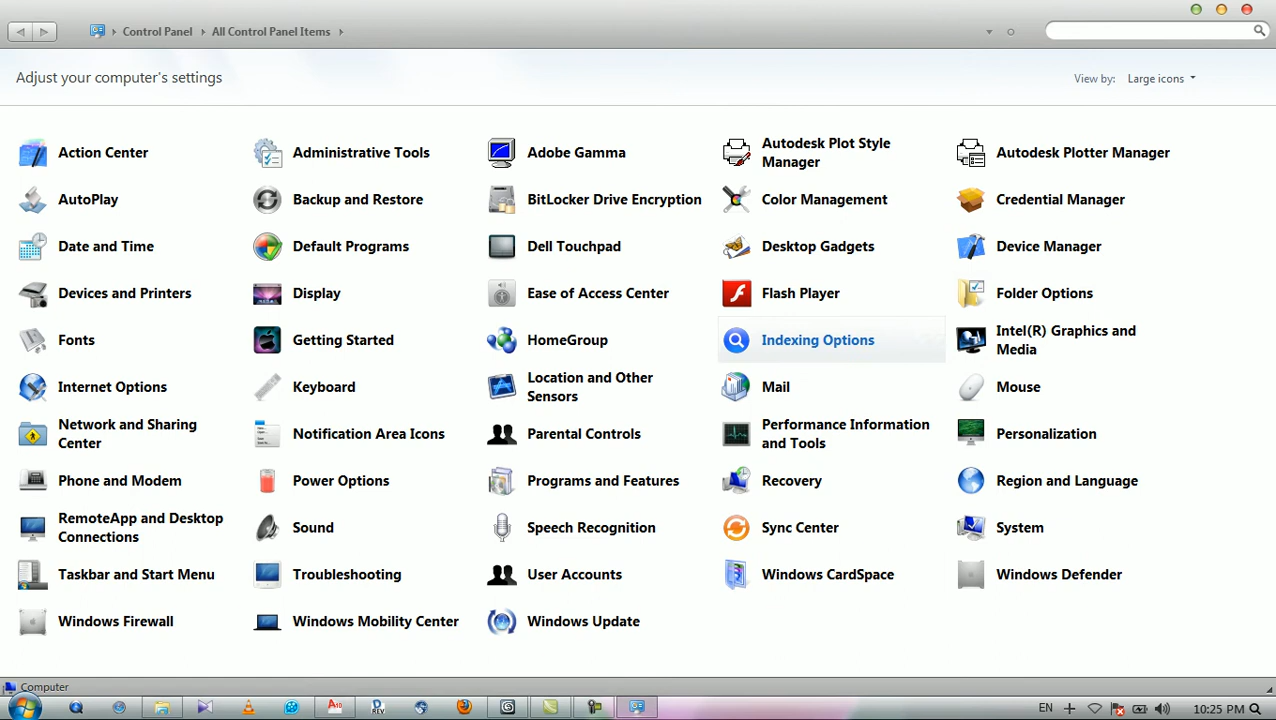 Control Panel
All Control Panel Items
Adjust your computer's settings
View by: Large icons
Action Center
Administrative Tools
Adobe Gamma
Autodesk Plot Style
Manager
Autodesk Plotter Manager
AutoPlay
Backup and Restore
BitLocker Drive Encryption
Color Management
Credential Manager
Date and Time
Default Programs
Dell Touchpad
Desktop Gadgets
Device Manager
Devices and Printers
Display
Ease of Access Center
Flash Player
Folder Options
Fonts
Getting Started
HomeGroup
Indexing Options
Intel(R) Graphics and
Media
Internet Options
Keyboard
Location and Other
Sensors
Mail
Mouse
Network and Sharing
Center
Notification Area Icons
Parental Controls
Performance Information
and Tools
Personalization
Phone and Modem
Power Options
Programs and Features
Recovery
Region and Language
RemoteApp and Desktop
Connections
Sound
Speech Recognition
Sync Center
System
Taskbar and Start Menu
Troubleshooting
User Accounts
Windows CardSpace
Windows Defender
Windows Firewall
Windows Mobility Center
Windows Update
Computer
A10
REV
EN
10:25 PM